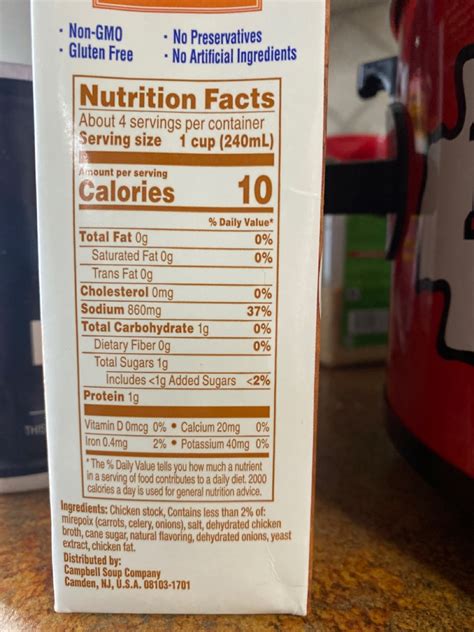 · Non-GMO
· No Preservatives
· Gluten Free
· No Artificial Ingredients
Nutrition Facts
About 4 servings per container
Serving size 1 cup (240mL)
Amount per serving
Calories 10
% Daily Value*
Total Fat 0g 0%
Saturated Fat 0g 0%
Trans Fat 0g
Cholesterol 0mg 0%
Sodium 860mg 37%
Total Carbohydrate 1g 0%
Dietary Fiber 0g 0%
Total Sugars 1g
Includes <1g Added Sugars <2%
Protein 1g
Vitamin D 0mcg 0% • Calcium 20mg 0%
Iron 0.4mg 2% • Potassium 40mg 0%
*The % Daily Value tells you how much a nutrient
in a serving of food contributes to a daily diet. 2000
calories a day is used for general nutrition advice.
Ingredients: Chicken stock, Contains less than 2% of:
mirepoix (carrots, celery, onions), salt, dehydrated chicken
broth, cane sugar, natural flavoring, dehydrated onions, yeast
extract, chicken fat.
Distributed by:
Campbell Soup Company
Camden, NJ, U.S.A. 08103-1701